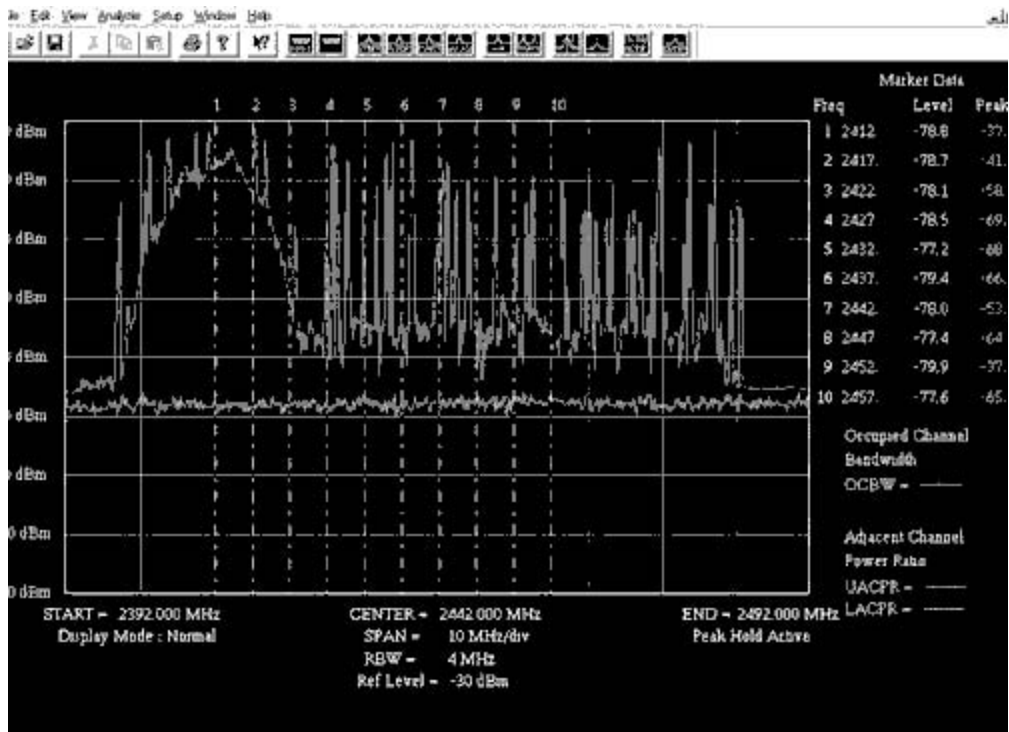 Edit View Analysis Setup Window Help
1 2 3 4 5 6 7 8 9 10
dBm
dBm
dBm
dBm
dBm
dBm
dBm
dBm
dBm
Marker Data
Freq Level Peak
1 2412. -78.8 -37.
2 2417. -78.7 -41.
3 2422. -78.1 -58.
4 2427. -78.5 -69.
5 2432. -77.2 -68.
6 2437. -79.4 -66.
7 2442. -78.0 -53.
8 2447. -77.4 -64.
9 2452. -79.9 -37.
10 2457. -77.6 -65.
Occupied Channel
Bandwidth
OCBW = ——
Adjacent Channel
Power Ratio
UACPR = ——
LACPR = ——
START = 2392.000 MHz CENTER = 2442.000 MHz END = 2492.000 MHz
Display Mode : Normal SPAN = 10 MHz/div Peak Hold Active
RBW = 4 MHz
Ref Level = -30 dBm